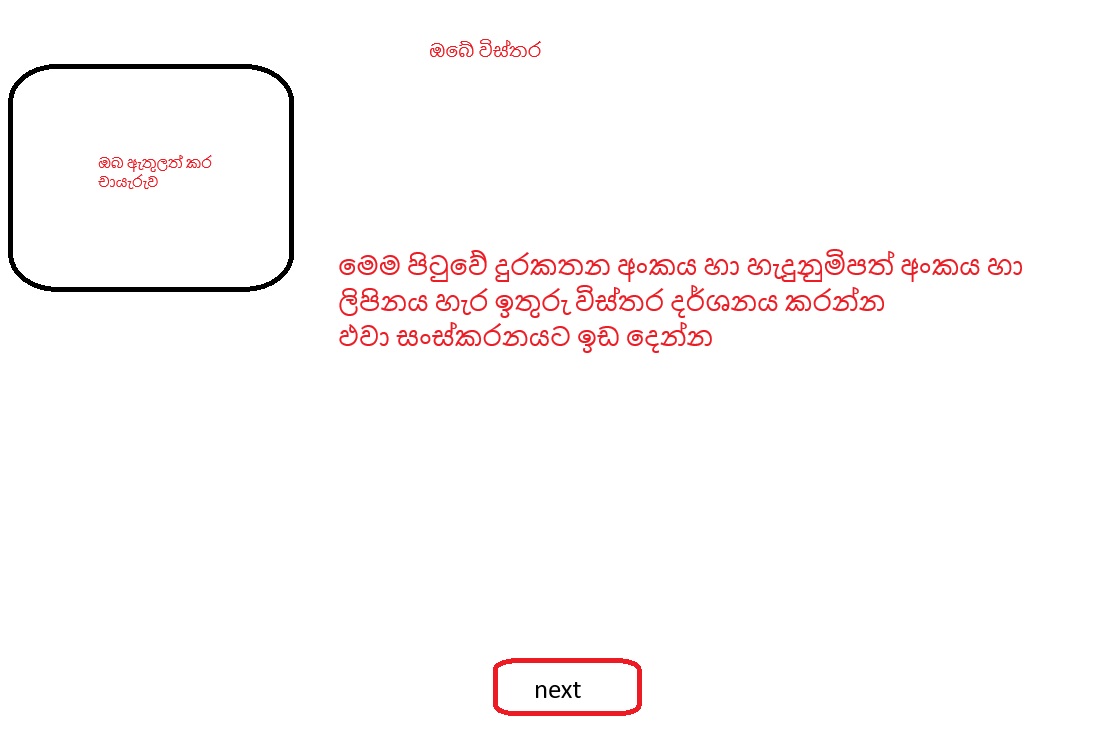 ඔබේ විස්තර
ඔබ ඇතුලත් කර
චායැරුව
මෙම පිටුවේ දුරකතන අංකය හා හැදුනුම්පත් අංකය හා
ලිපිනය හැර ඉතුරු විස්තර දර්ශනය කරන්න
ඵවා සංස්කරනයට ඉඩ දෙන්න
next